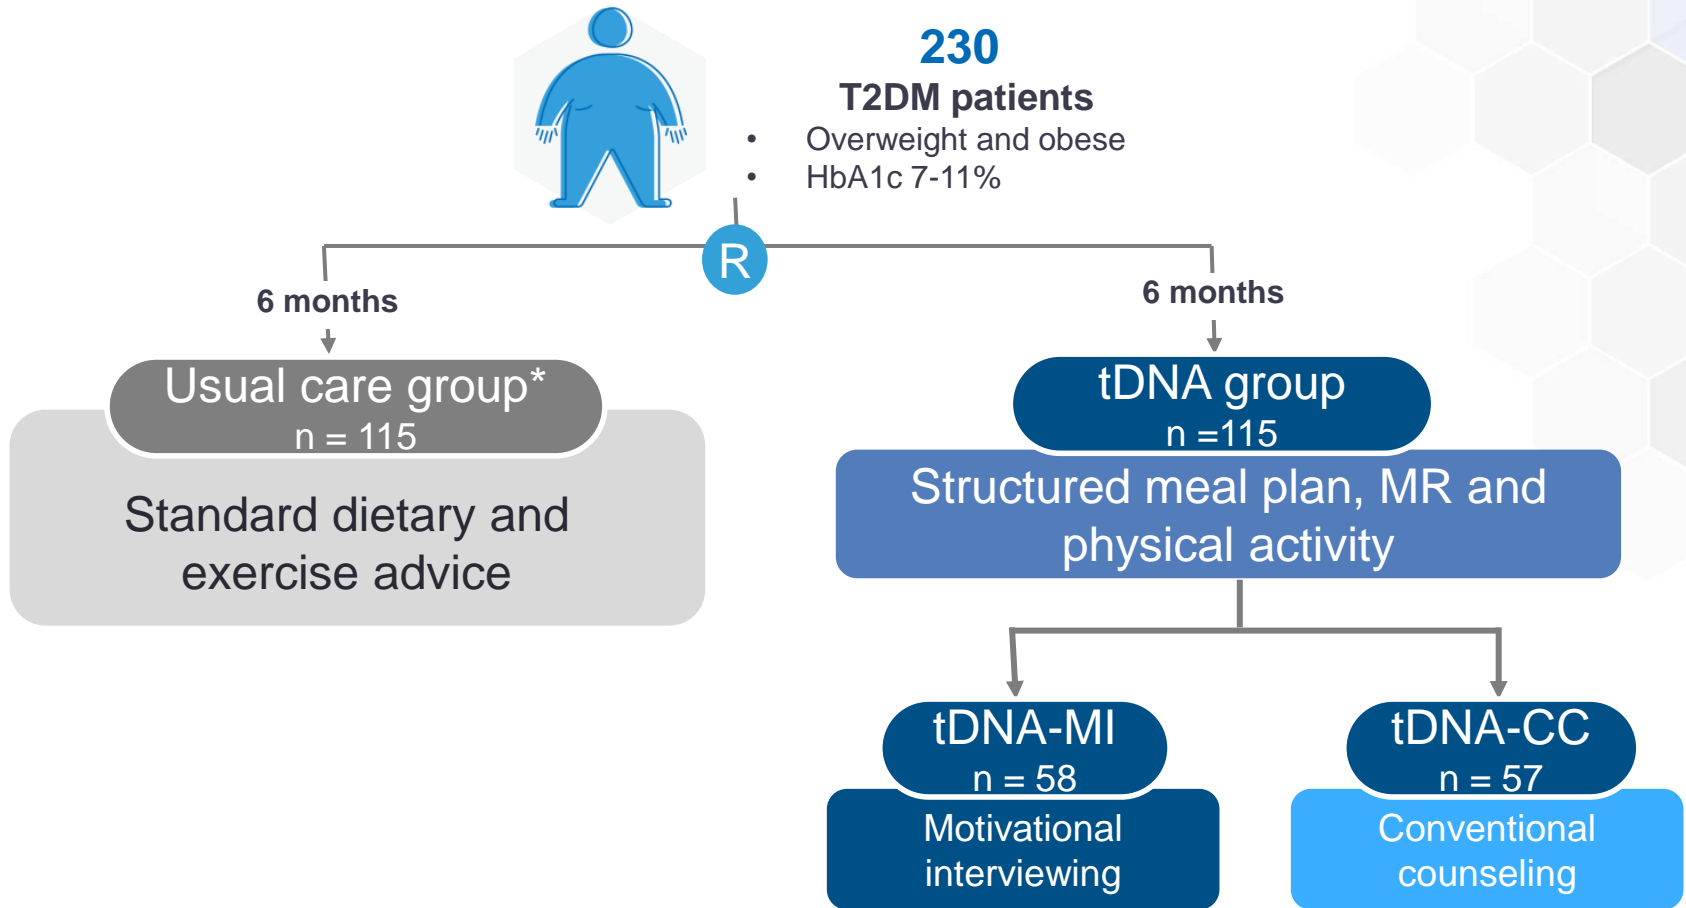 230
T2DM patients
• Overweight and obese
• HbA1c 7-11%
R
6 months
6 months
Usual care group*
n = 115
Standard dietary and
exercise advice
tDNA group
n =115
Structured meal plan, MR and
physical activity
tDNA-MI
n = 58
Motivational
interviewing
tDNA-CC
n = 57
Conventional
counseling